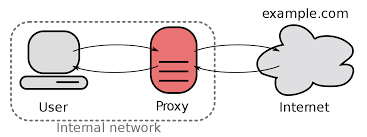 example.com
User
Proxy
Internet
Internal network